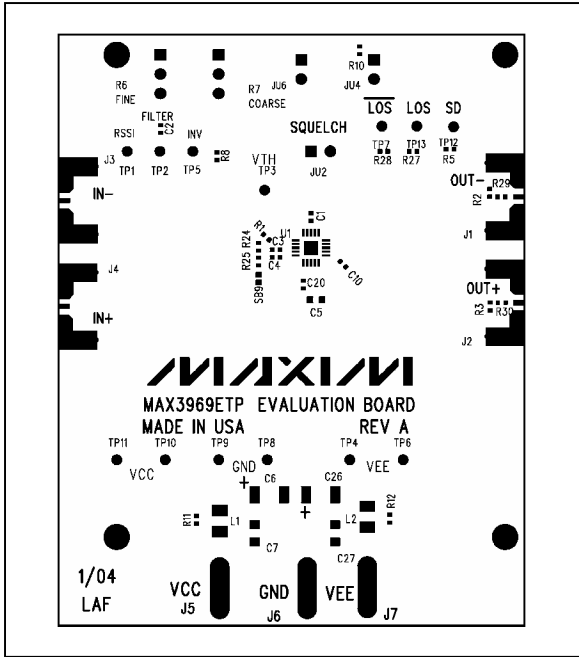 R10
R6
FINE
R7
COARSE
JU6
JU4
FILTER
C2
LOS LOS SD
SQUELCH
RSSI
INV
TP1 TP2 TP5
R8
VTH
TP3
JU2
TP7 TP13 TP12
R28 R27 R5
J3
IN-
OUT-
R29
R2
J1
C1
R1
U1
R24
C3
R25
C4
SB9
C10
J4
C20
C5
OUT+
R3
R30
IN+
J2
MAXIM
MAX3969ETP EVALUATION BOARD
MADE IN USA REV A
TP11 TP10 TP9 TP8 TP4 TP6
VCC GND VEE
+
C6 C26
+
R11
L1
L2
R12
C7
C27
1/04
LAF
VCC GND VEE
J5 J6 J7